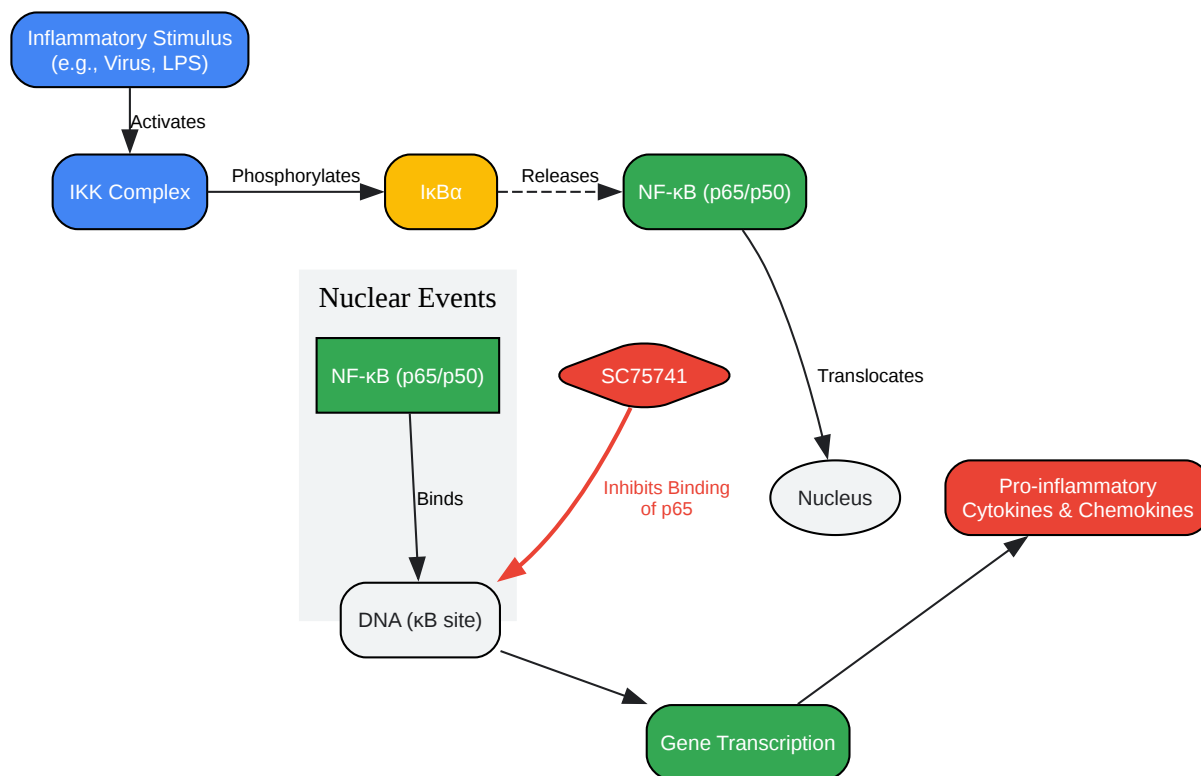 Inflammatory Stimulus
(e.g., Virus, LPS)
Activates
IKK Complex
Phosphorylates
IκBα
Releases
NF-κB (p65/p50)
Nuclear Events
NF-κB (p65/p50)
SC75741
Translocates
Binds
Inhibits Binding
of p65
Nucleus
Pro-inflammatory
Cytokines & Chemokines
DNA (κB site)
Gene Transcription